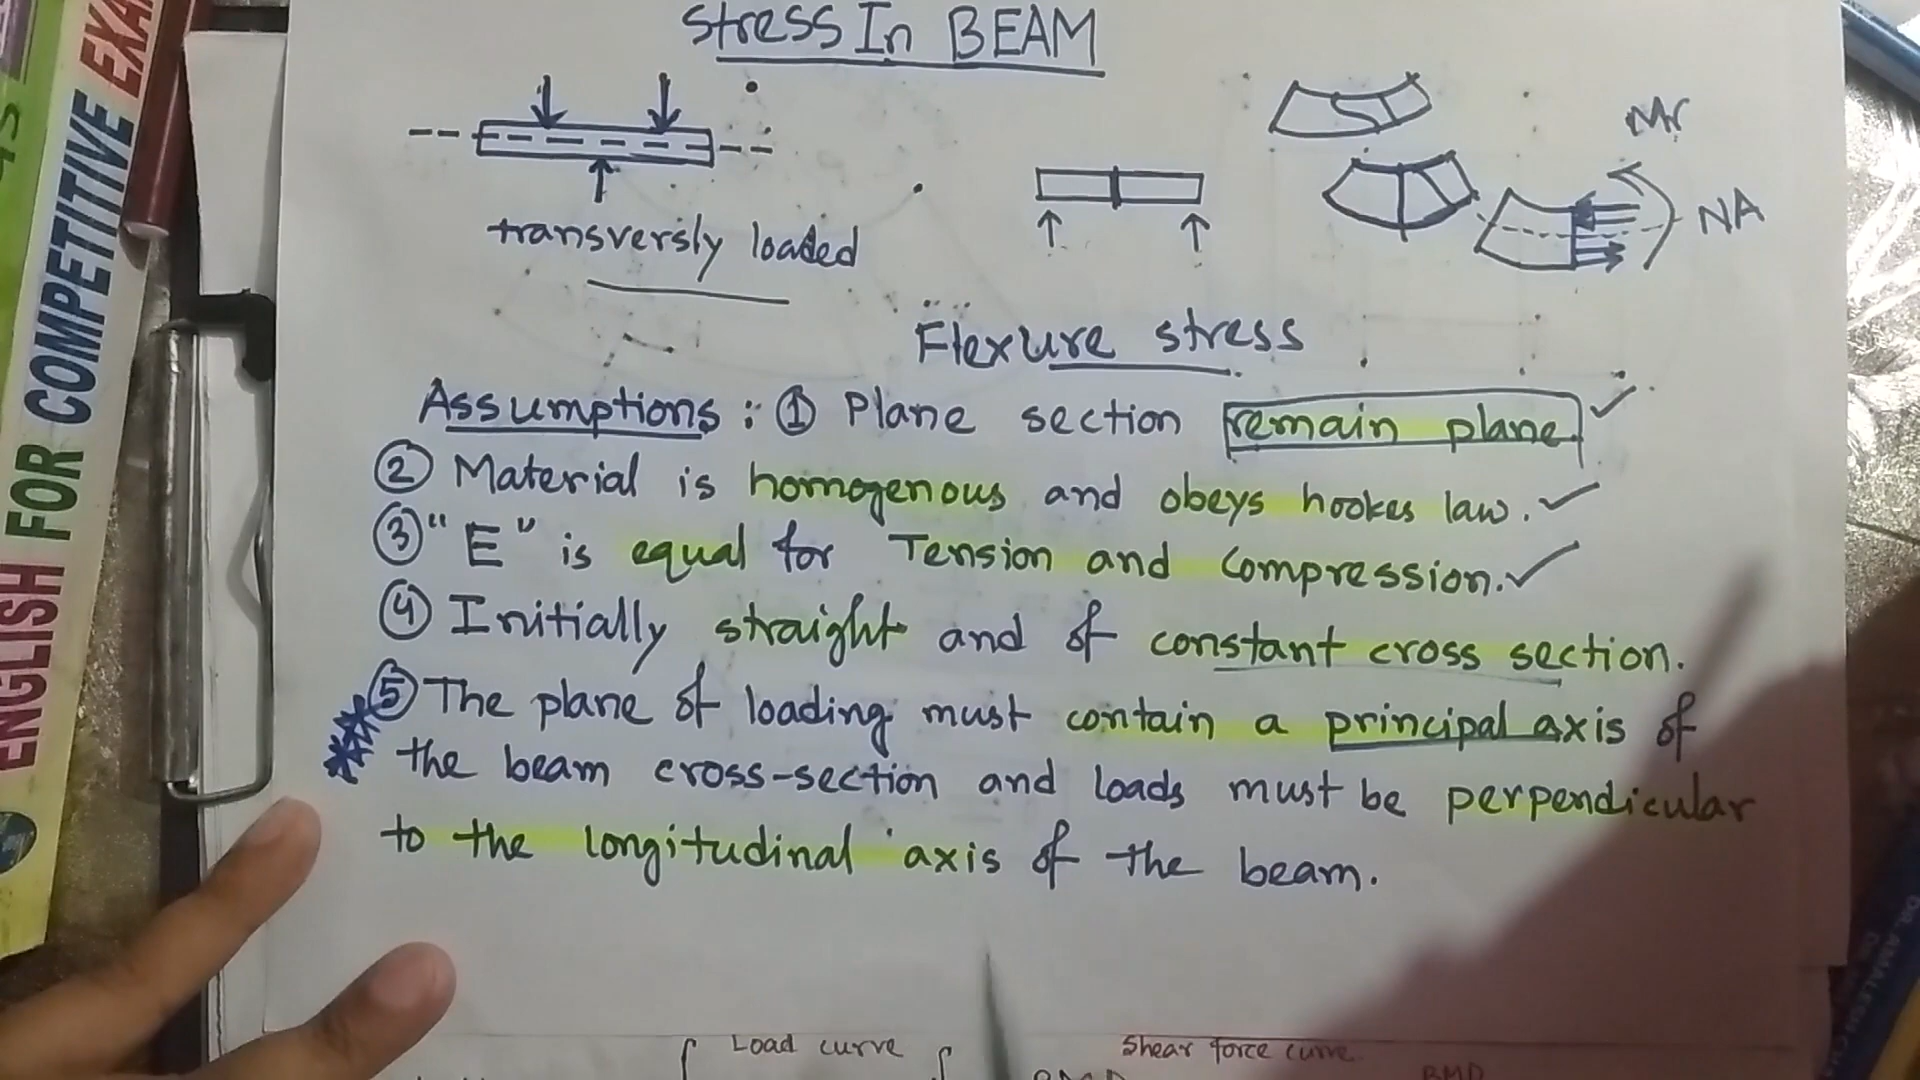 Stress In BEAM
Mr
NA
transversly loaded
Flexure stress
Assumptions : ① Plane section remain plane.
② Material is homogenous and obeys hookes law.
③ "E" is equal for Tension and Compression.
④ Initially straight and of constant cross section.
⑤ The plane of loading must contain a principal axis of
the beam cross-section and loads must be perpendicular
to the longitudinal axis of the beam.
Load curve
Shear force curve
BMD
ENGLISH FOR COMPETITIVE EXA